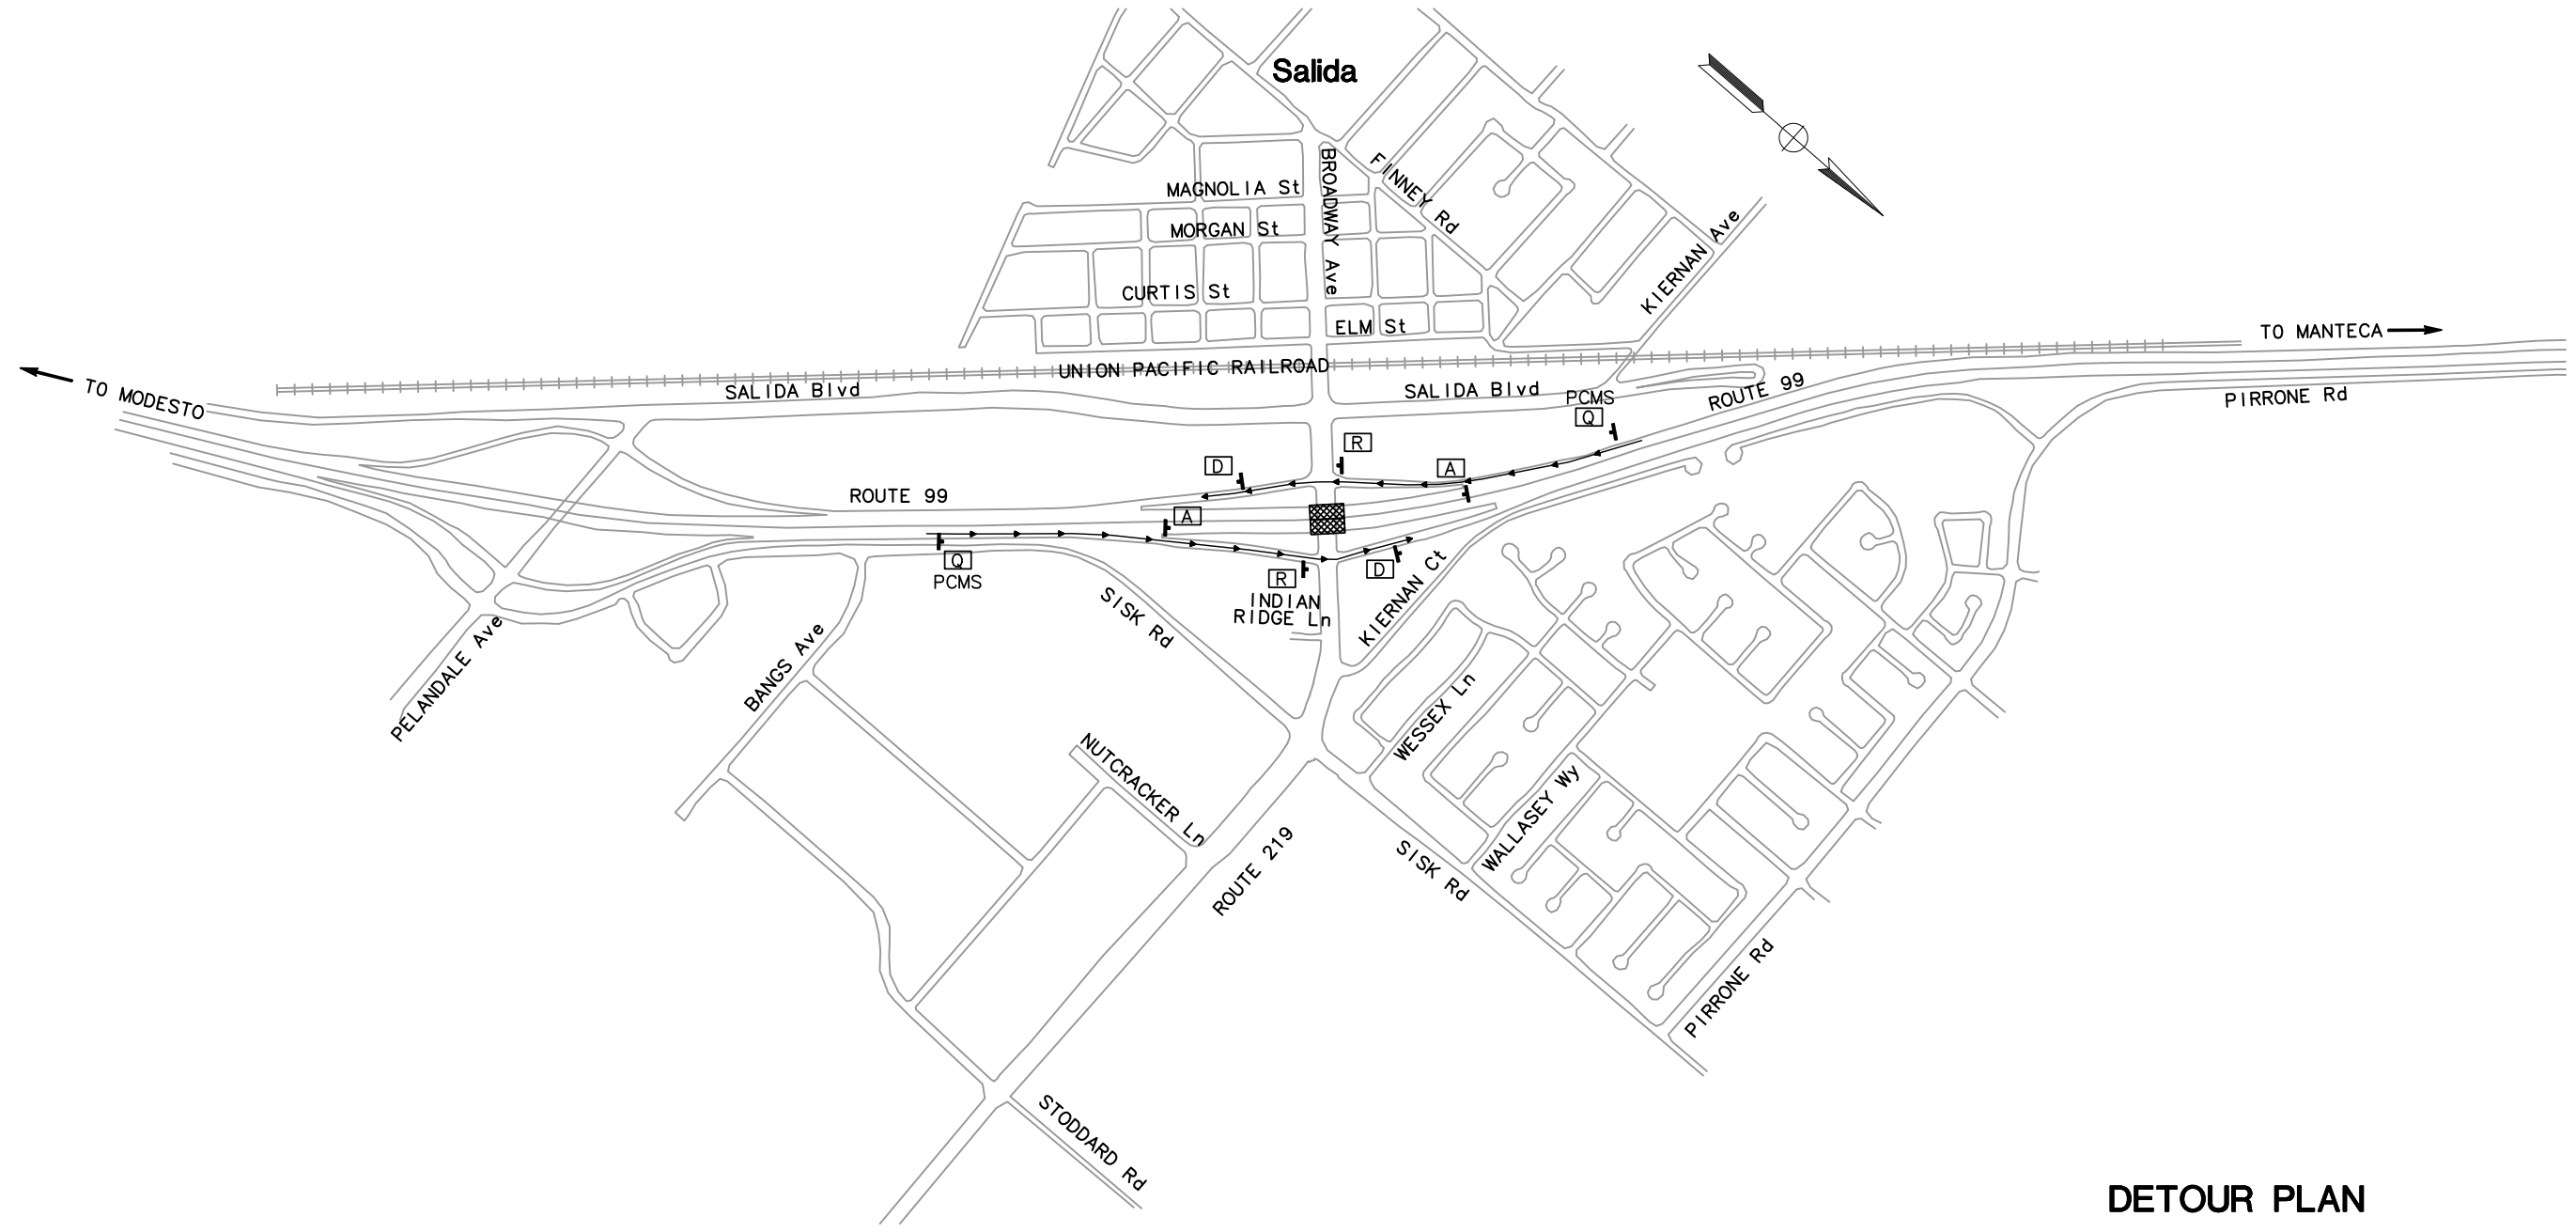 Salida
MAGNOLIA St
BROADWAY Ave
FINNEY Rd
MORGAN St
KIERNAN Ave
CURTIS St
ELM St
TO MANTECA
UNION PACIFIC RAILROAD
TO MODESTO
SALIDA Blvd
SALIDA Blvd
PCMS
Q
ROUTE 99
PIRRONE Rd
R
D
A
ROUTE 99
A
Q
PCMS
R
D
INDIAN
RIDGE Ln
KIERNAN Ct
SISK Rd
PELANDALE Ave
BANGS Ave
WESSEX Ln
NUTCRACKER Ln
WALLASEY Wy
ROUTE 219
SISK Rd
PIRRONE Rd
STODDARD Rd
DETOUR PLAN